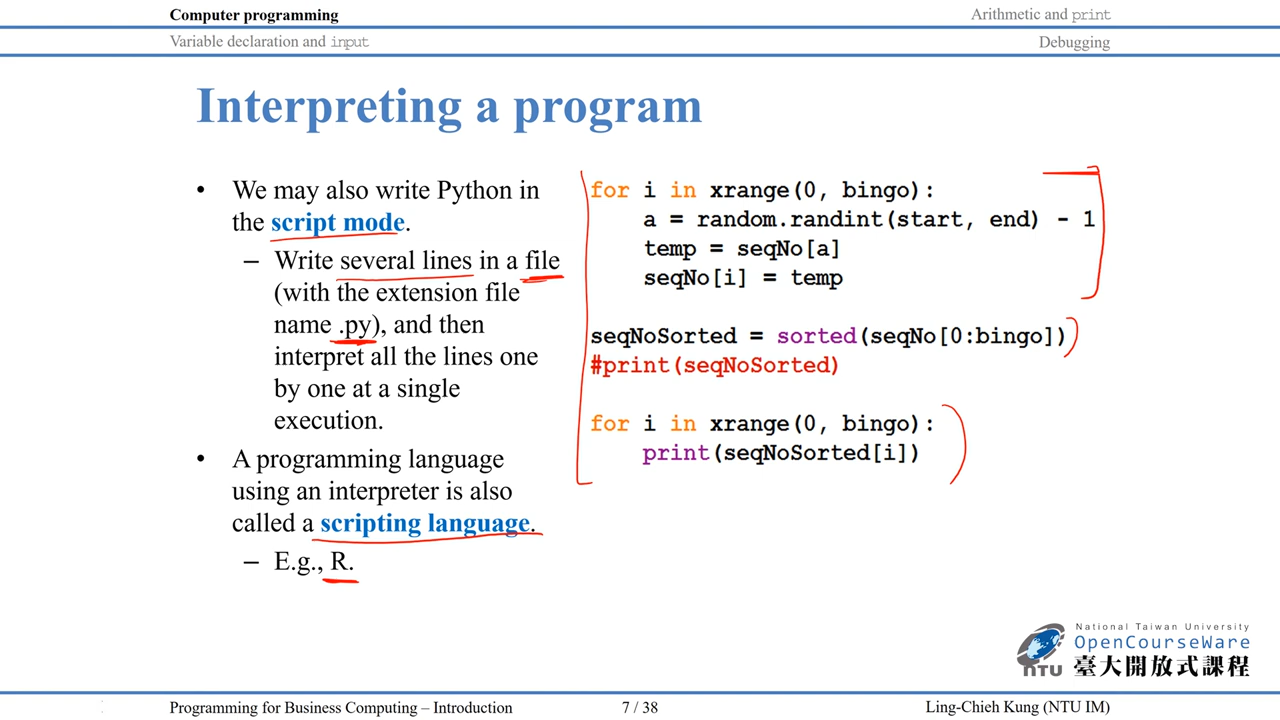 Computer programming
Arithmetic and print
Variable declaration and input
Debugging
Interpreting a program
• We may also write Python in
the script mode.
– Write several lines in a file
(with the extension file
name .py), and then
interpret all the lines one
by one at a single
execution.
• A programming language
using an interpreter is also
called a scripting language.
– E.g., R.
for i in xrange(0, bingo):
    a = random.randint(start, end) - 1
    temp = seqNo[a]
    seqNo[i] = temp
seqNoSorted = sorted(seqNo[0:bingo])
#print(seqNoSorted)
for i in xrange(0, bingo):
    print(seqNoSorted[i])
National Taiwan University
OpenCourseWare
NTU 臺大開放式課程
Programming for Business Computing – Introduction
7 / 38
Ling-Chieh Kung (NTU IM)